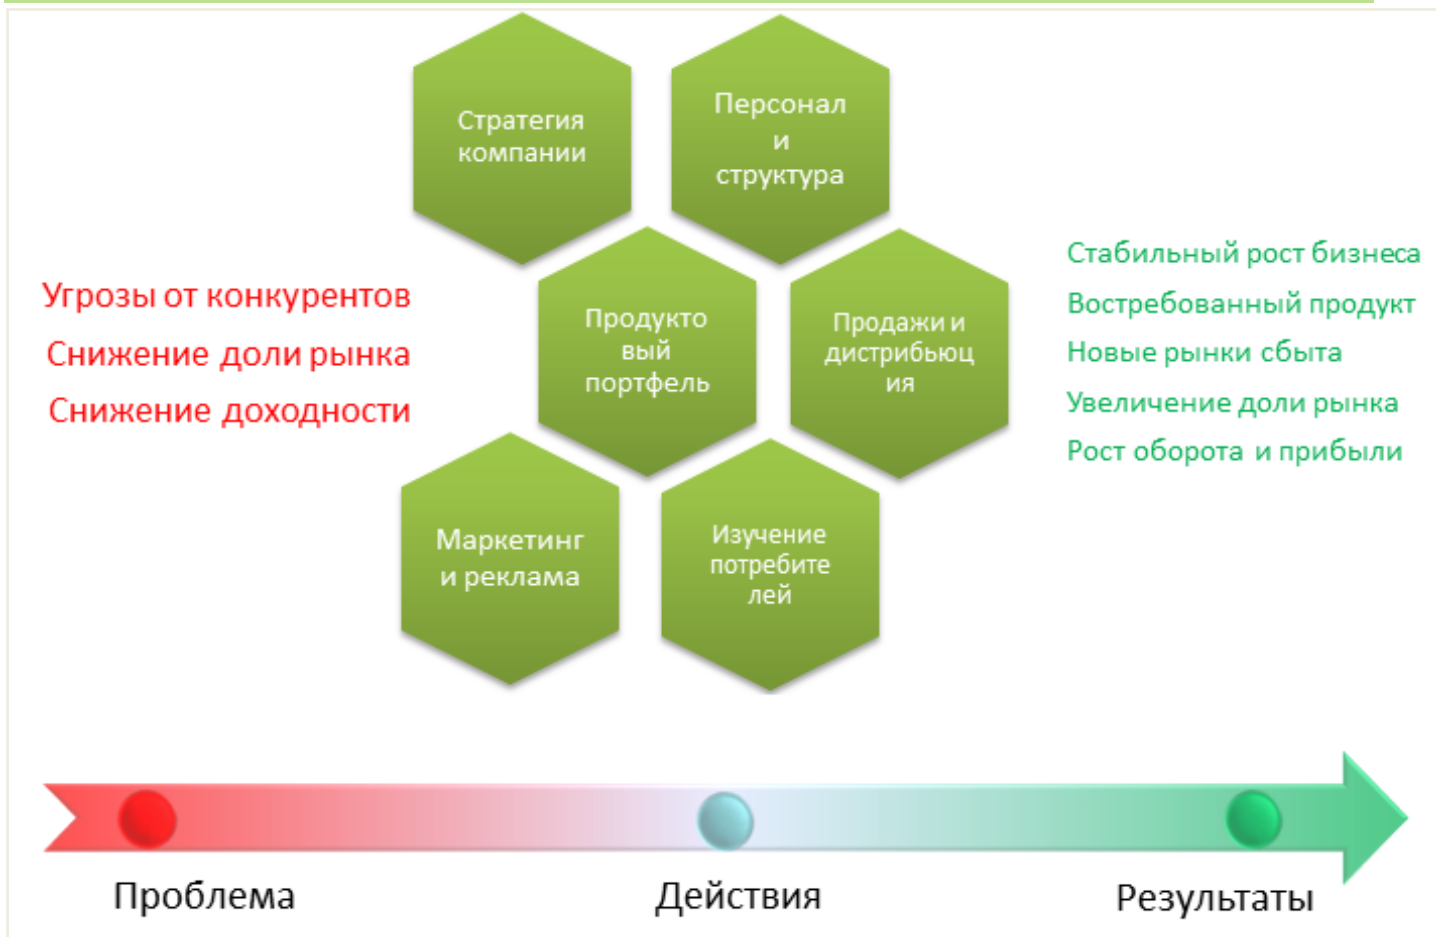 Стратегия
компании
Персонал
и
структура
Угрозы от конкурентов
Снижение доли рынка
Снижение доходности
Продукто
вый
портфель
Продажи и
дистрибьюц
ия
Стабильный рост бизнеса
Востребованный продукт
Новые рынки сбыта
Увеличение доли рынка
Рост оборота и прибыли
Маркетинг
и реклама
Изучение
потребите
лей
Проблема
Действия
Результаты